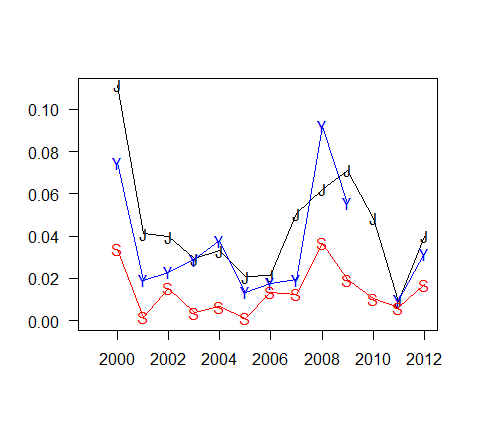 0.10
0.08
0.06
0.04
0.02
0.00
J J J J J J J J J J J J J
Y Y Y Y Y Y Y Y Y Y Y Y
S S S S S S S S S S S S S
2000 2002 2004 2006 2008 2010 2012